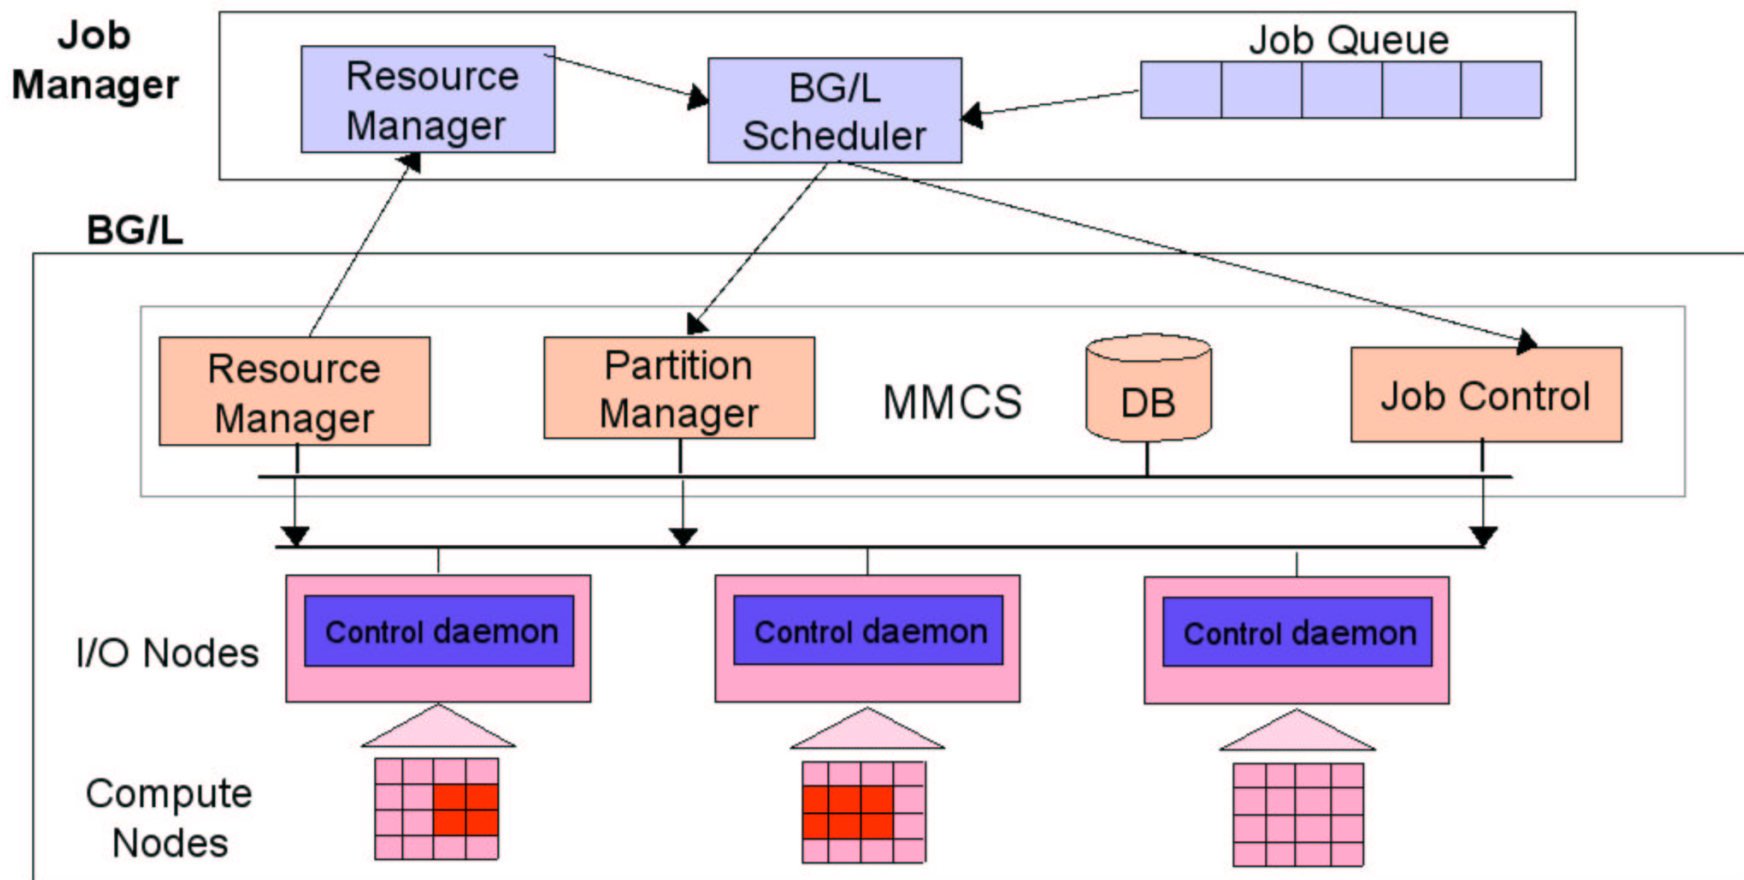 Job
Manager
Resource
Manager
BG/L
Scheduler
Job Queue
BG/L
Resource
Manager
Partition
Manager
MMCS
DB
Job Control
I/O Nodes
Control daemon
Control daemon
Control daemon
Compute
Nodes